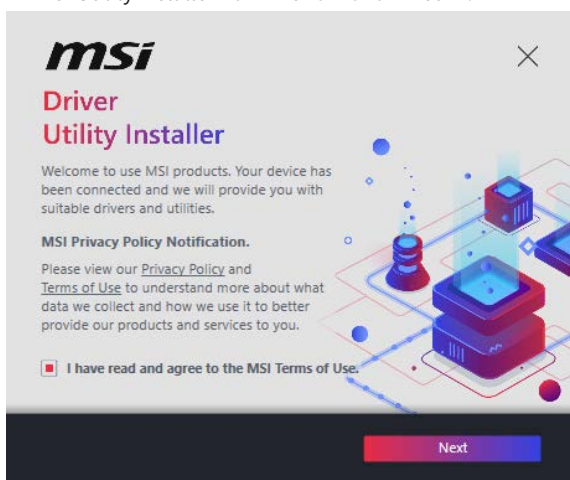 msi
Driver
Utility Installer
Welcome to use MSI products. Your device has
been connected and we will provide you with
suitable drivers and utilities.
MSI Privacy Policy Notification.
Please view our Privacy Policy and
Terms of Use to understand more about what
data we collect and how we use it to better
provide our products and services to you.
I have read and agree to the MSI Terms of Use.
Next